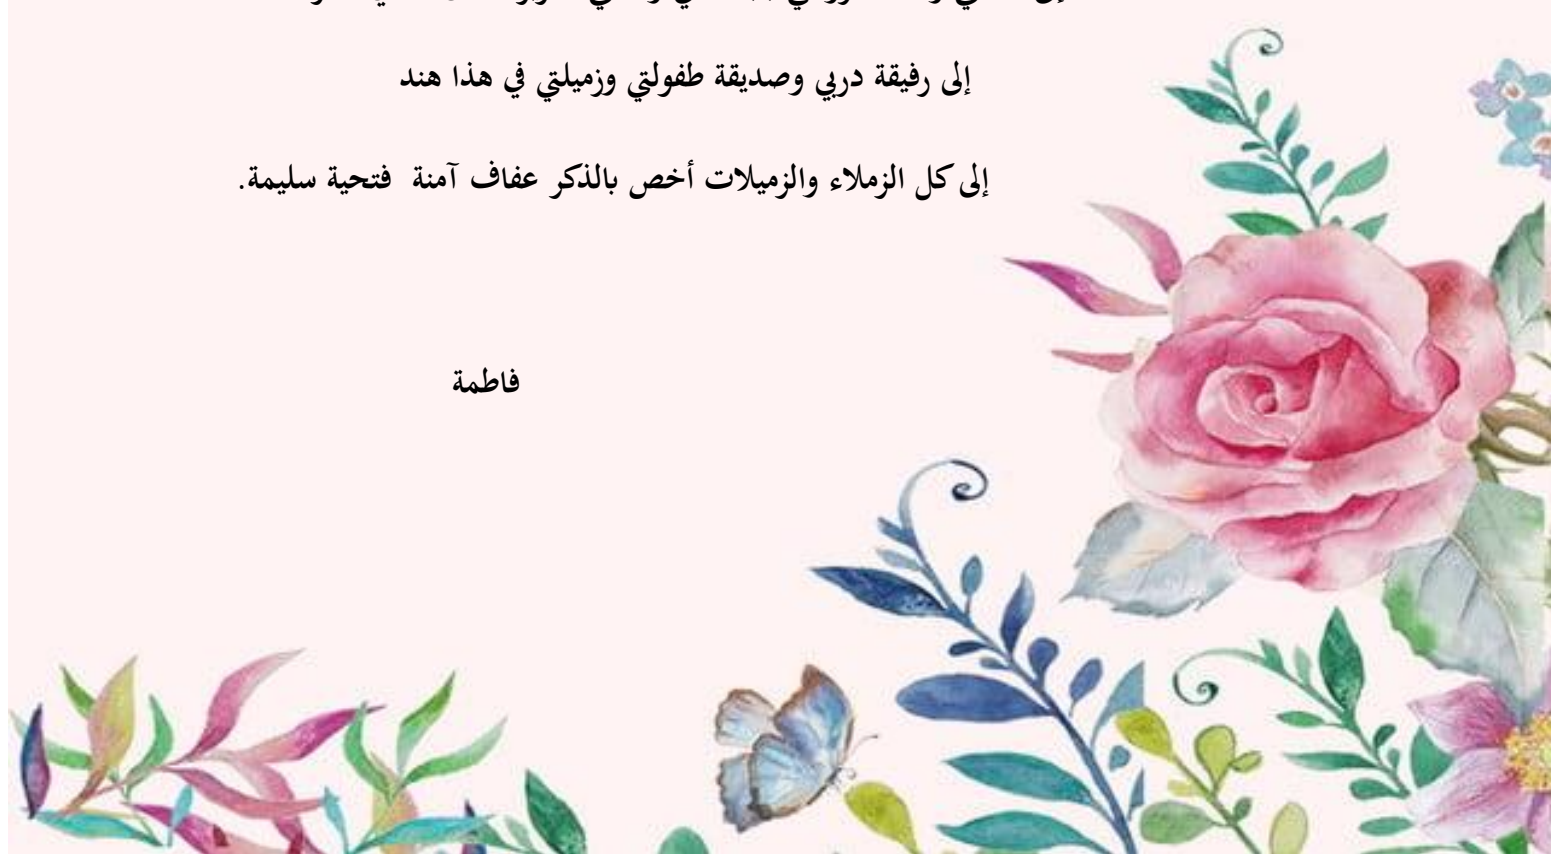 إلى رفيقة دربي وصديقة طفولتي وزميلتي في هذا هند
إلى كل الزملاء والزميلات أخص بالذكر عفاف آمنة فتحية سليمة.
فاطمة